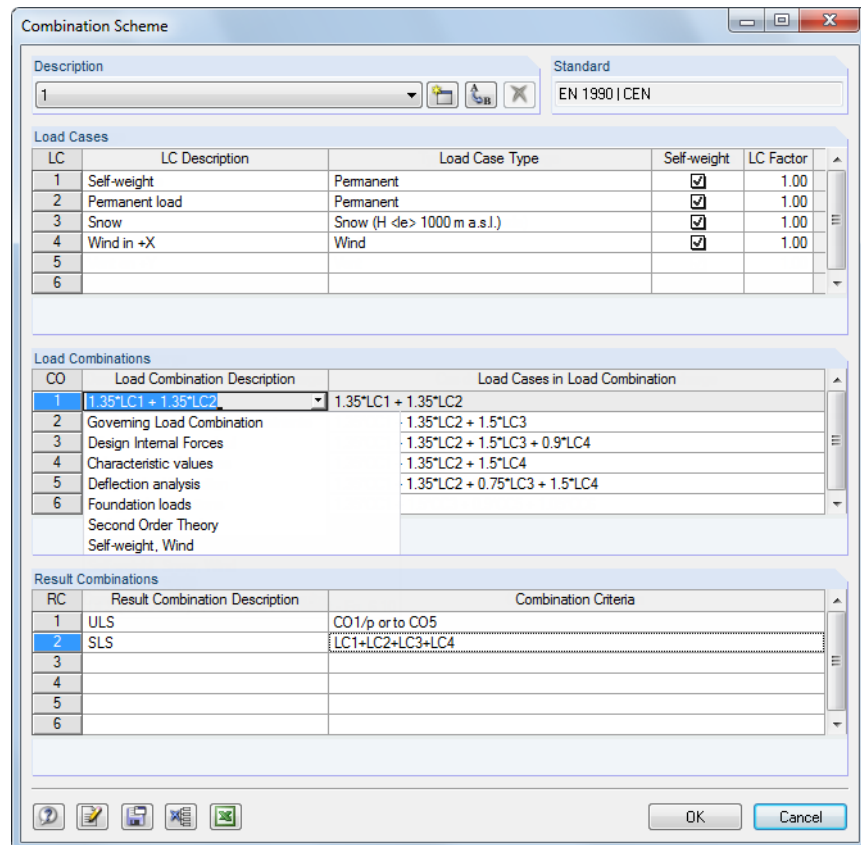 Combination Scheme
Description
Standard
1
EN 1990 | CEN
Load Cases
LC LC Description Load Case Type Self-weight LC Factor
1 Self-weight Permanent 1.00
2 Permanent load Permanent 1.00
3 Snow Snow (H <le> 1000 m a.s.l.) 1.00
4 Wind in +X Wind 1.00
5
6
Load Combinations
CO Load Combination Description Load Cases in Load Combination
1 1.35*LC1 + 1.35*LC2 1.35*LC1 + 1.35*LC2
2 Governing Load Combination 1.35*LC2 + 1.5*LC3
3 Design Internal Forces 1.35*LC2 + 1.5*LC3 + 0.9*LC4
4 Characteristic values 1.35*LC2 + 1.5*LC4
5 Deflection analysis 1.35*LC2 + 0.75*LC3 + 1.5*LC4
6 Foundation loads
Second Order Theory
Self-weight, Wind
Result Combinations
RC Result Combination Description Combination Criteria
1 ULS CO1/p or to CO5
2 SLS LC1+LC2+LC3+LC4
3
4
5
6
OK Cancel